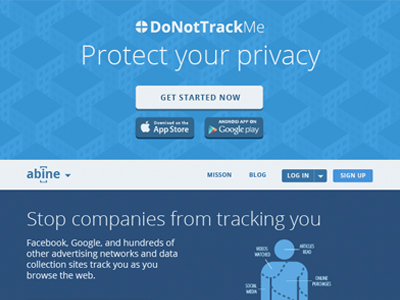 DoNotTrackMe
Protect your privacy
GET STARTED NOW
Download on the
App Store
ANDROID APP ON
Google play
abine
MISSON
BLOG
LOG IN
SIGN UP
Stop companies from tracking you
Facebook, Google, and hundreds of
other advertising networks and data
collection sites track you as you
browse the web.
VIDEOS
WATCHED
ARTICLES
READ
ONLINE
PURCHASES
SOCIAL
MEDIA